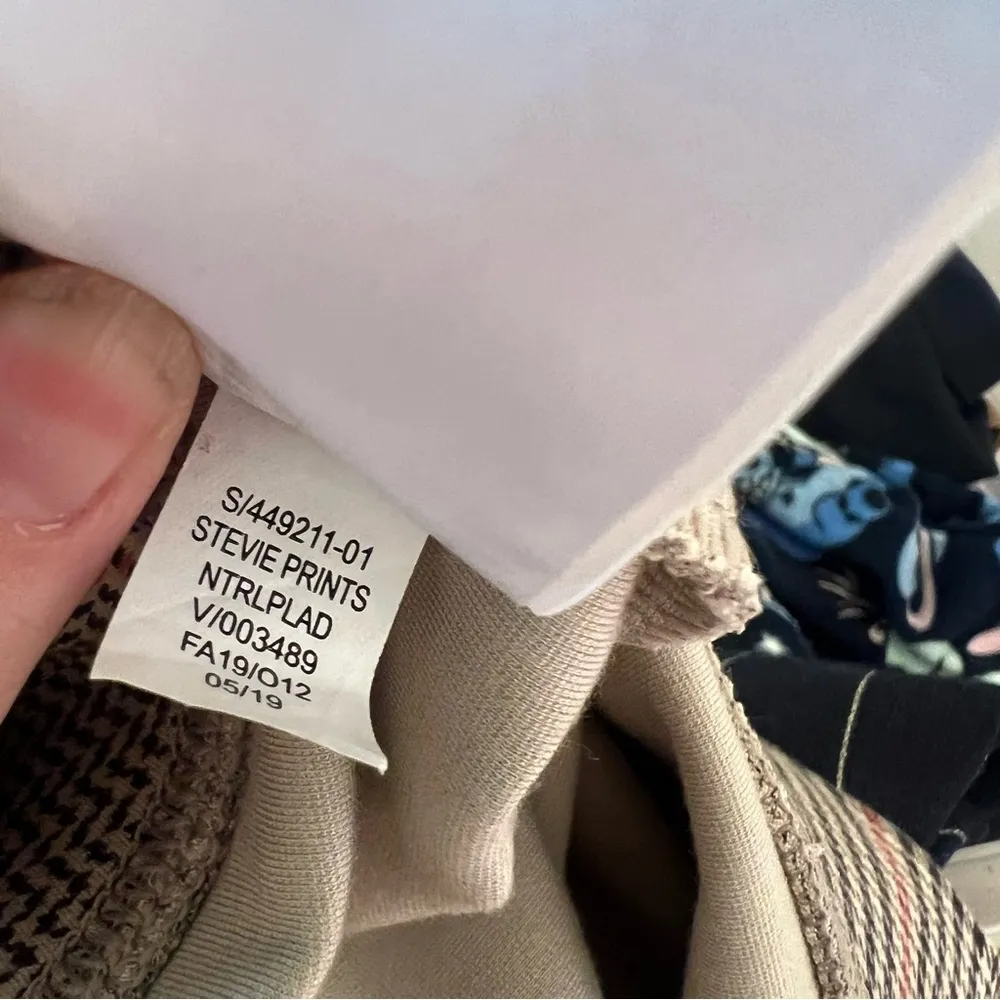 S/449211-01
STEVIE PRINTS
NTRLPLAD
V/003489
FA19/O12
05/19